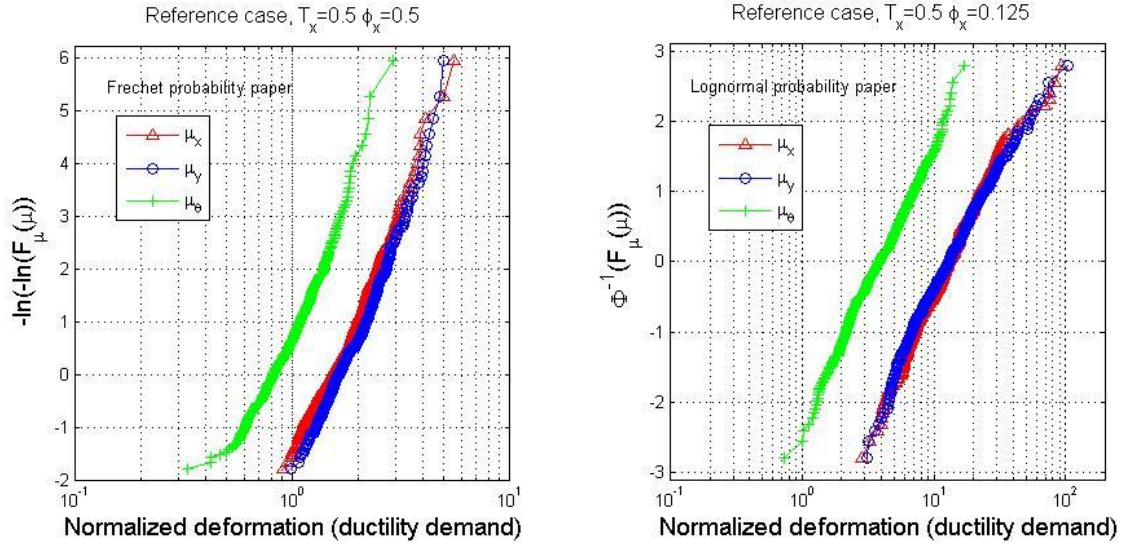 Reference case, T_x=0.5 ϕ_x=0.5
6
5
4
3
2
1
0
-1
-2
-ln(-ln(F_μ(μ))
Frechet probability paper
μ_x
μ_y
μ_θ
10^-1
10^0
10^1
Normalized deformation (ductility demand)
Reference case, T_x=0.5 ϕ_x=0.125
3
2
1
0
-1
-2
-3
Φ^-1(F_μ(μ))
Lognormal probability paper
μ_x
μ_y
μ_θ
10^-1
10^0
10^1
10^2
Normalized deformation (ductility demand)